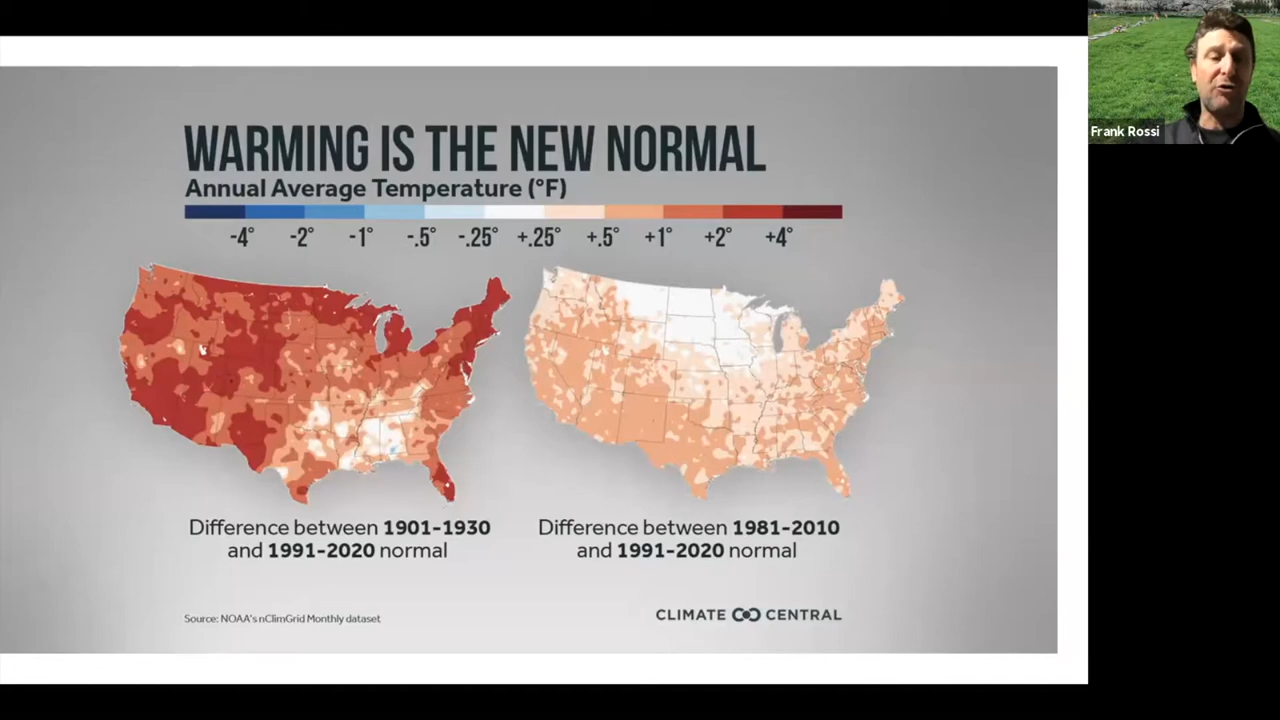 WARMING IS THE NEW NORMAL
Annual Average Temperature (°F)
-4° -2° -1° -.5° -.25° +.25° +.5° +1° +2° +4°
Difference between 1901-1930
and 1991-2020 normal
Difference between 1981-2010
and 1991-2020 normal
Source: NOAA's nClimGrid Monthly dataset
CLIMATE CENTRAL
Frank Rossi